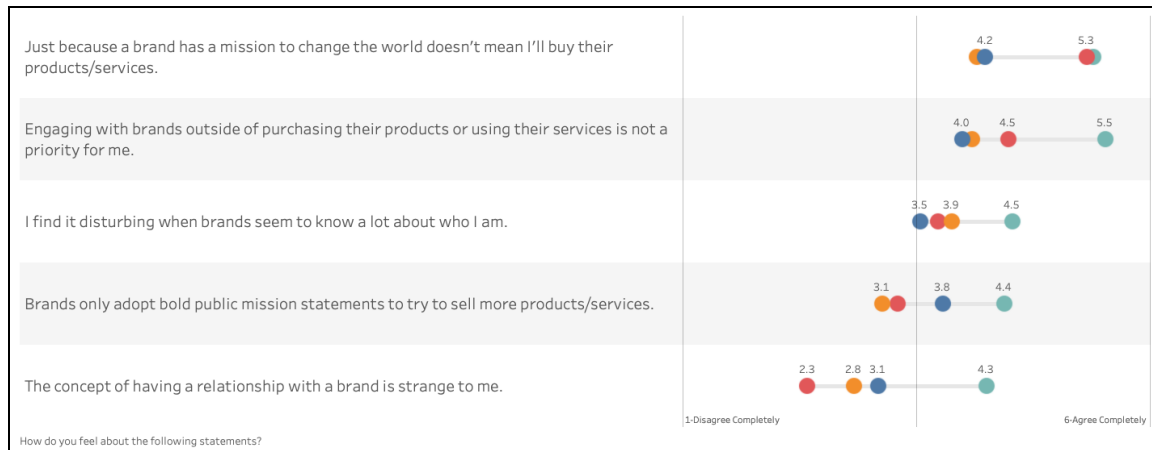 4.2 5.3
Just because a brand has a mission to change the world doesn’t mean I’ll buy their
products/services.
4.0 4.5 5.5
Engaging with brands outside of purchasing their products or using their services is not a
priority for me.
3.5 3.9 4.5
I find it disturbing when brands seem to know a lot about who I am.
3.1 3.8 4.4
Brands only adopt bold public mission statements to try to sell more products/services.
2.3 2.8 3.1 4.3
The concept of having a relationship with a brand is strange to me.
1-Disagree Completely 6-Agree Completely
How do you feel about the following statements?